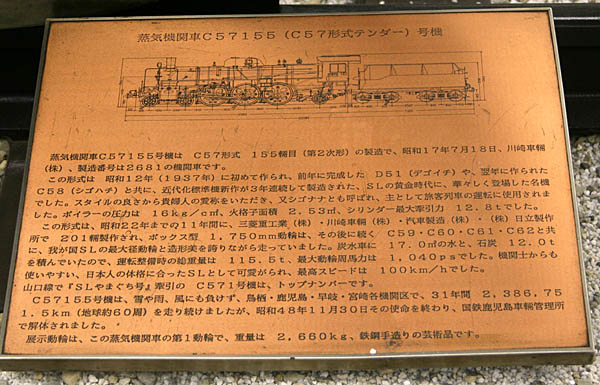 蒸気機関車C57155(C57形式テンダー)号機
蒸気機関車C57155号機は C57形式 155輛目(第2次形)の製造で、昭和17年7月18日、川崎車輛
(株)、製造番号は2681の機関車です。
この形式は 昭和12年(1937年)に初めて作られ、前年に完成した D51(デゴイチ)や、翌年に作られた
C58(シゴハチ)と共に、近代化標準機新作が3年連続して製造された、SLの黄金時代に、華々しく登場した名機
でした。スタイルの良さから貴婦人の愛称をいただき、又シゴナナとも呼ばれ、主として旅客列車の運転に使用されま
した。ボイラーの圧力は 16kg/c㎡、火格子面積 2.53㎡、シリンダー最大牽引力 12.8tでした。
この形式は、昭和22年までの11年間に、三菱重工業(株)・川崎車輛(株)・汽車製造(株)・(株)日立製作
所で 201輛製作され、ボックス型 1,750mm動輪は、その後に続く C59・C60・C61・C62と共
に、我が国SLの最大径動輪と造形美を誇りながら走っていました。炭水車に 17.0㎥の水と、石炭 12.0t
を積んでいたので、運転整備時の総重量は 115.5t、最大動輪周馬力は 1,040psでした。機関士からも
使いやすい、日本人の体格に合ったSLとして可愛がられ、最高スピードは 100km/hでした。
山口線で『SLやまぐち号』牽引の C571号機は、トップナンバーです。
C57155号機は、雪や雨、風にも負けず、鳥栖・鹿児島・早岐・宮崎各機関区で、31年間 2,386,75
1.5km(地球約60周)を走り続けましたが、昭和48年11月30日その使命を終わり、国鉄鹿児島車輛管理所
で解体されました。
展示動輪は、この蒸気機関車の第1動輪で、重量は 2,660kg、鉄鋼手造りの芸術品です。